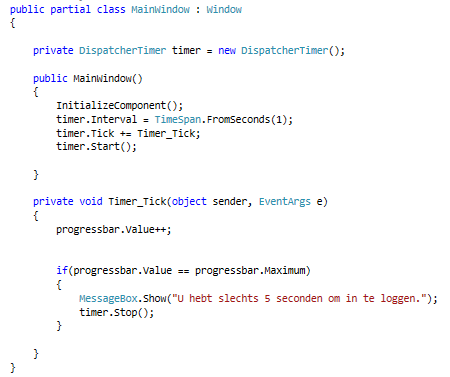 public partial class MainWindow : Window
{
private DispatcherTimer timer = new DispatcherTimer();
public MainWindow()
{
InitializeComponent();
timer.Interval = TimeSpan.FromSeconds(1);
timer.Tick += Timer_Tick;
timer.Start();
}
private void Timer_Tick(object sender, EventArgs e)
{
progressbar.Value++;
if(progressbar.Value == progressbar.Maximum)
{
MessageBox.Show("U hebt slechts 5 seconden om in te loggen.");
timer.Stop();
}
}
}